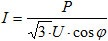 I = P / (√3 · U · cos φ)